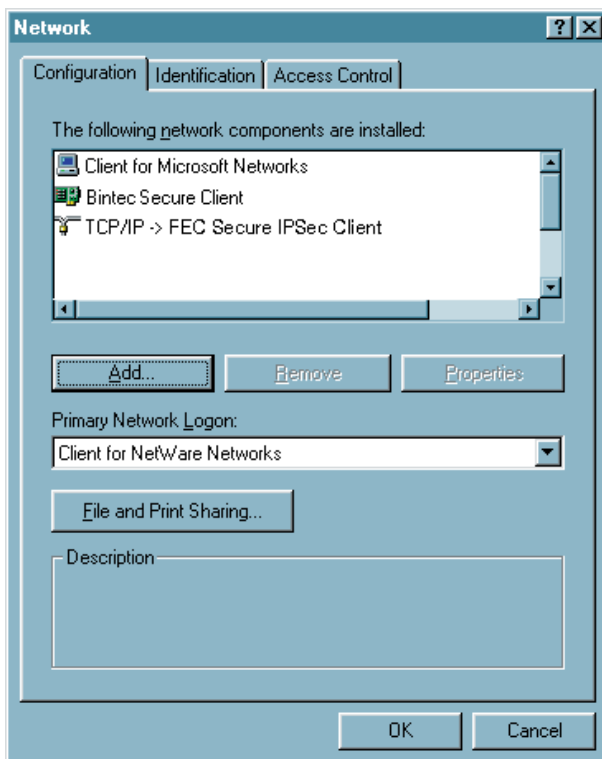 Network
Configuration Identification Access Control
The following network components are installed:
Client for Microsoft Networks
Bintec Secure Client
TCP/IP -> FEC Secure IPSec Client
Add... Remove Properties
Primary Network Logon:
Client for NetWare Networks
File and Print Sharing...
Description
OK Cancel